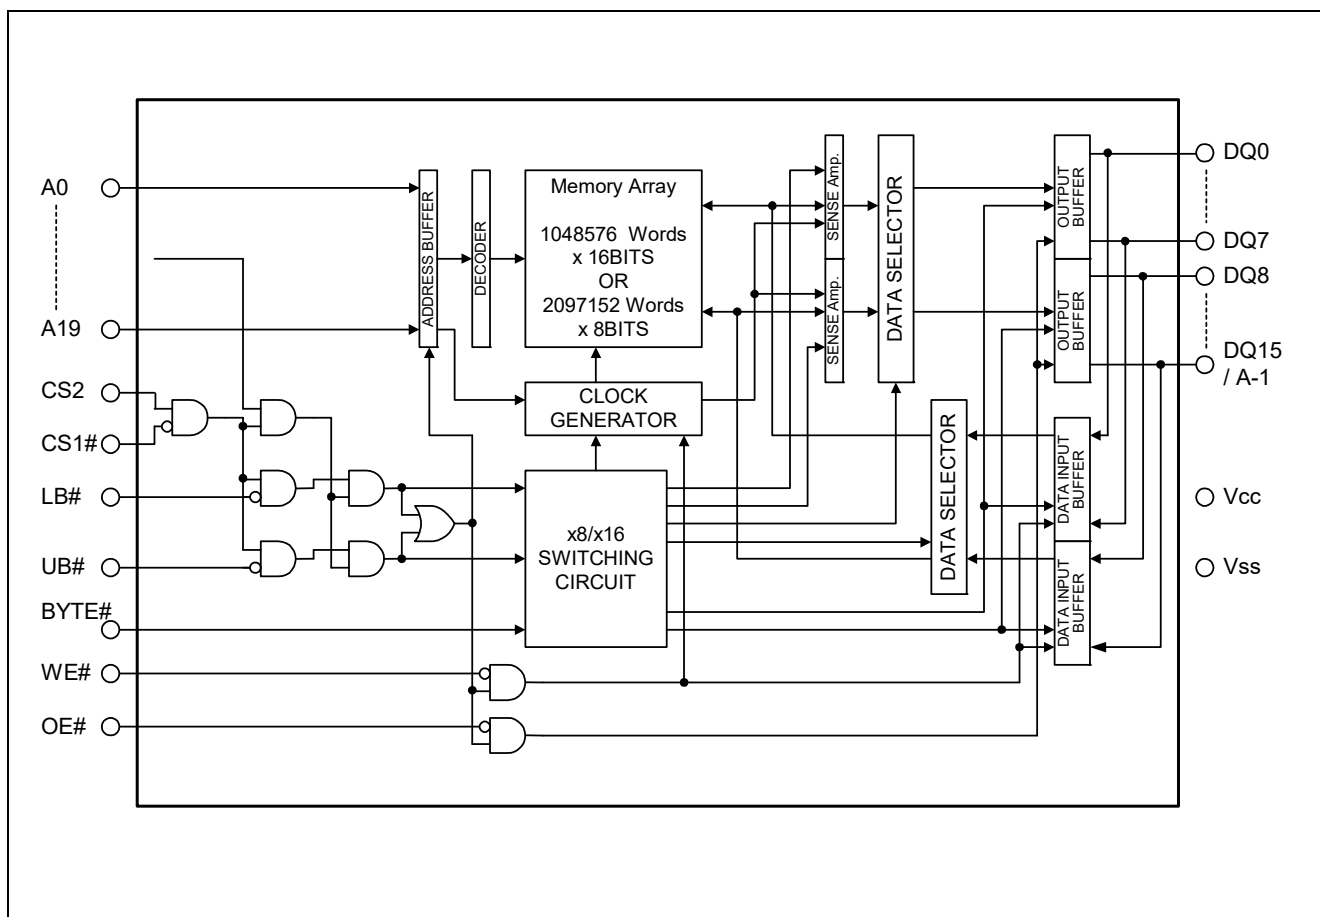 A0
A19
CS2
CS1#
LB#
UB#
BYTE#
WE#
OE#
ADDRESS BUFFER
DECODER
Memory Array
1048576 Words
x 16BITS
OR
2097152 Words
x 8BITS
CLOCK
GENERATOR
x8/x16
SWITCHING
CIRCUIT
SENSE Amp.
SENSE Amp.
DATA SELECTOR
DATA SELECTOR
OUTPUT
BUFFER
OUTPUT
BUFFER
DATA INPUT
BUFFER
DATA INPUT
BUFFER
DQ0
DQ7
DQ8
DQ15
/ A-1
Vcc
Vss